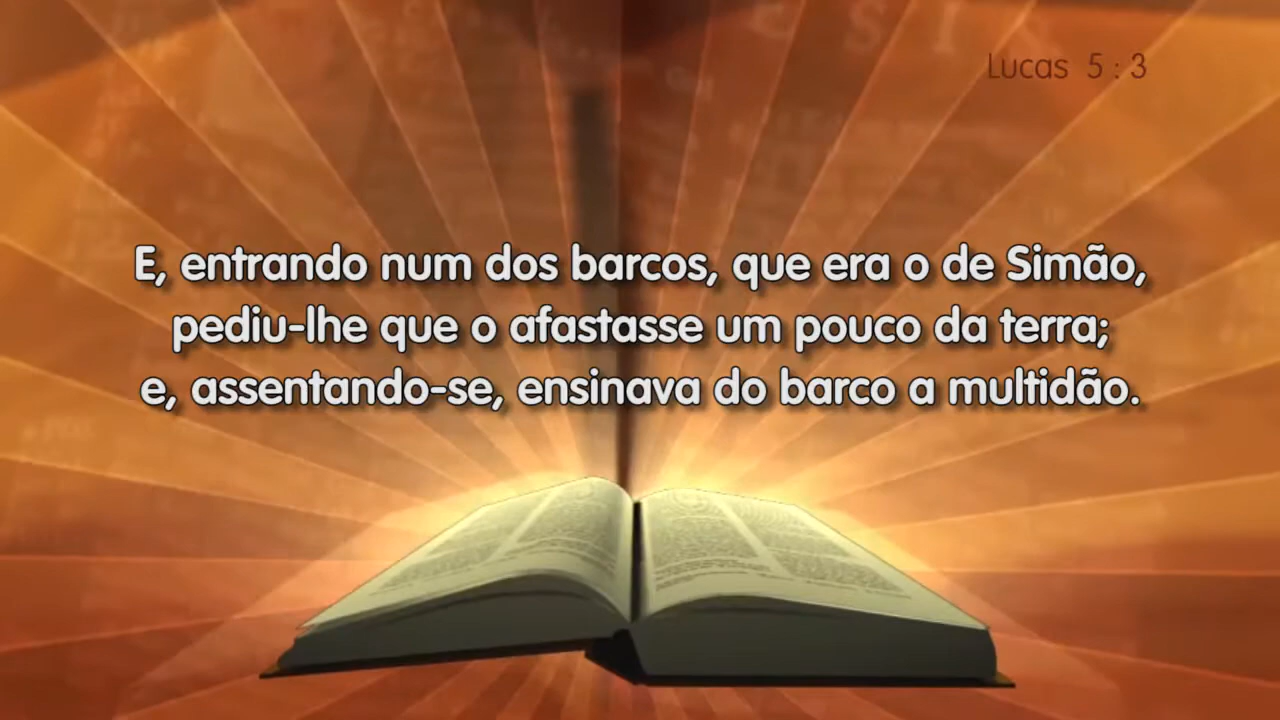 Lucas 5 : 3
E, entrando num dos barcos, que era o de Simão,
pediu-lhe que o afastasse um pouco da terra;
e, assentando-se, ensinava do barco a multidão.